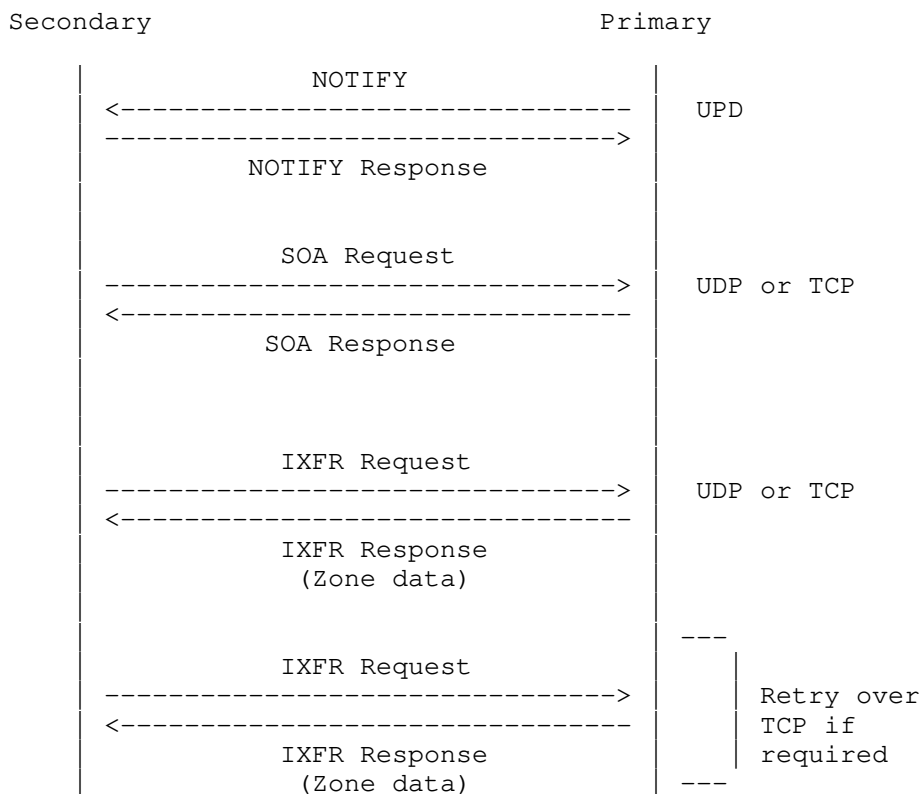 Secondary Primary
NOTIFY
UPD
NOTIFY Response
SOA Request
UDP or TCP
SOA Response
IXFR Request
UDP or TCP
IXFR Response
(Zone data)
IXFR Request
Retry over
TCP if
IXFR Response required
(Zone data)